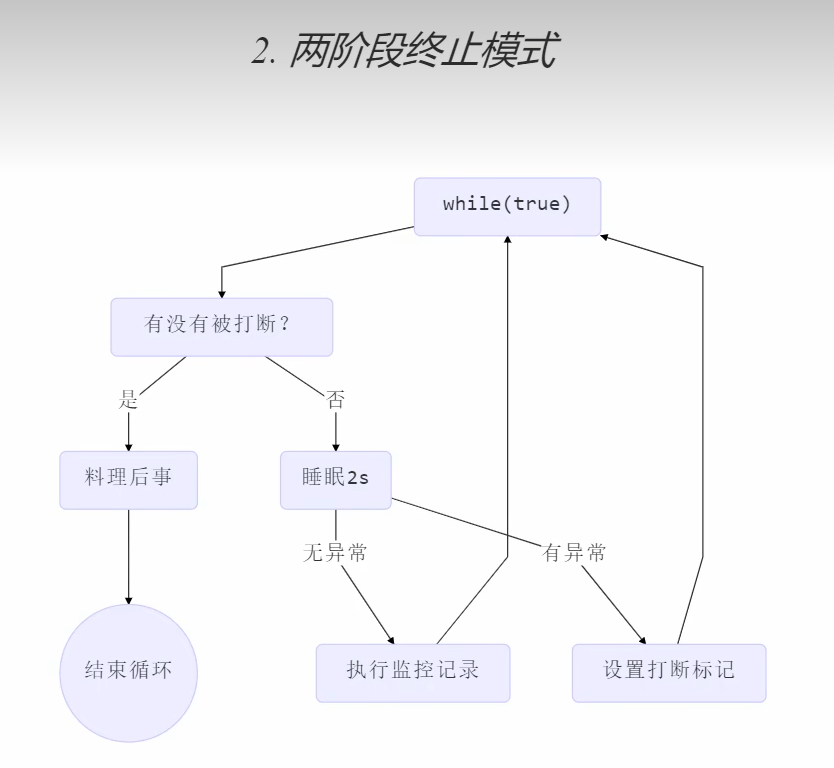 2. 两阶段终止模式
while(true)
有没有被打断?
是
否
料理后事
睡眠2s
无异常
有异常
结束循环
执行监控记录
设置打断标记